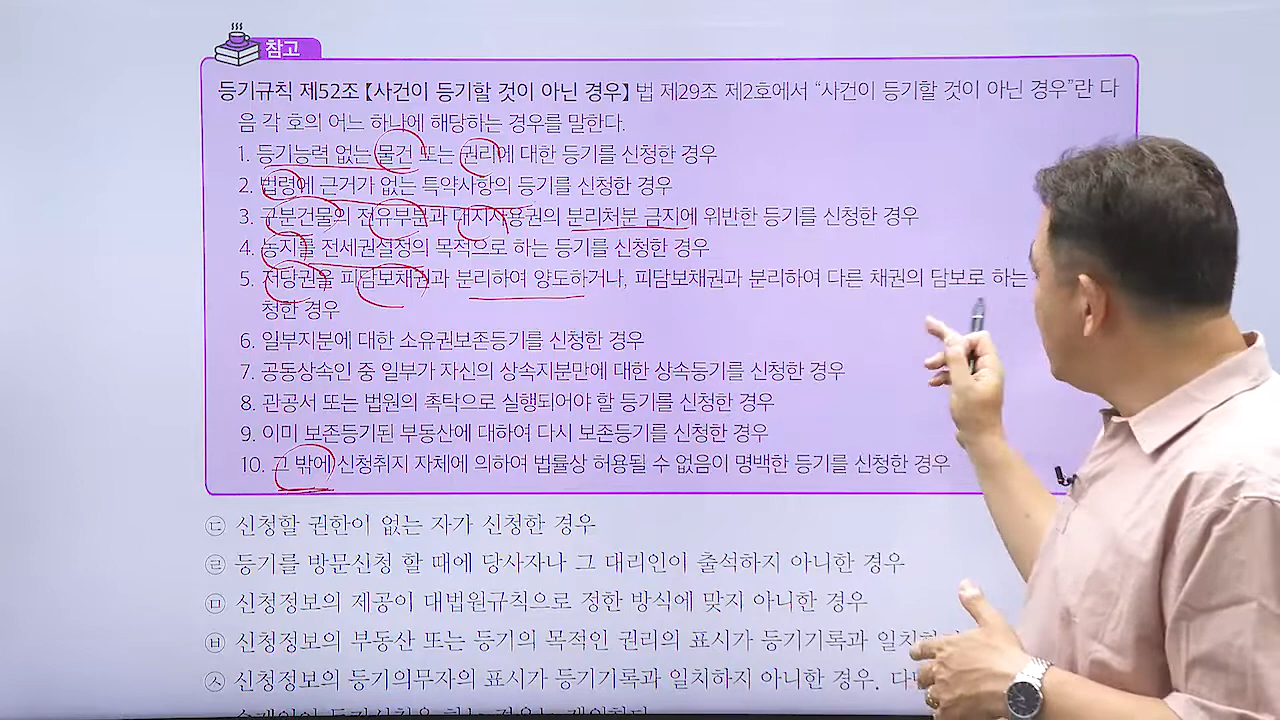 참고
등기규칙 제52조 【사건이 등기할 것이 아닌 경우】 법 제29조 제2호에서 “사건이 등기할 것이 아닌 경우”란 다
음 각 호의 어느 하나에 해당하는 경우를 말한다.
1. 등기능력 없는 물건 또는 권리에 대한 등기를 신청한 경우
2. 법령에 근거가 없는 특약사항의 등기를 신청한 경우
3. 구분건물의 전유부분과 대지사용권의 분리처분 금지에 위반한 등기를 신청한 경우
4. 농지를 전세권설정의 목적으로 하는 등기를 신청한 경우
5. 저당권을 피담보채권과 분리하여 양도하거나, 피담보채권과 분리하여 다른 채권의 담보로 하는
청한 경우
6. 일부지분에 대한 소유권보존등기를 신청한 경우
7. 공동상속인 중 일부가 자신의 상속지분만에 대한 상속등기를 신청한 경우
8. 관공서 또는 법원의 촉탁으로 실행되어야 할 등기를 신청한 경우
9. 이미 보존등기된 부동산에 대하여 다시 보존등기를 신청한 경우
10. 그 밖에 신청취지 자체에 의하여 법률상 허용될 수 없음이 명백한 등기를 신청한 경우
㉢ 신청할 권한이 없는 자가 신청한 경우
㉣ 등기를 방문신청 할 때에 당사자나 그 대리인이 출석하지 아니한 경우
㉤ 신청정보의 제공이 대법원규칙으로 정한 방식에 맞지 아니한 경우
㉥ 신청정보의 부동산 또는 등기의 목적인 권리의 표시가 등기기록과
㉦ 신청정보의 등기의무자의 표시가 등기기록과 일치하지 아니한 경우.